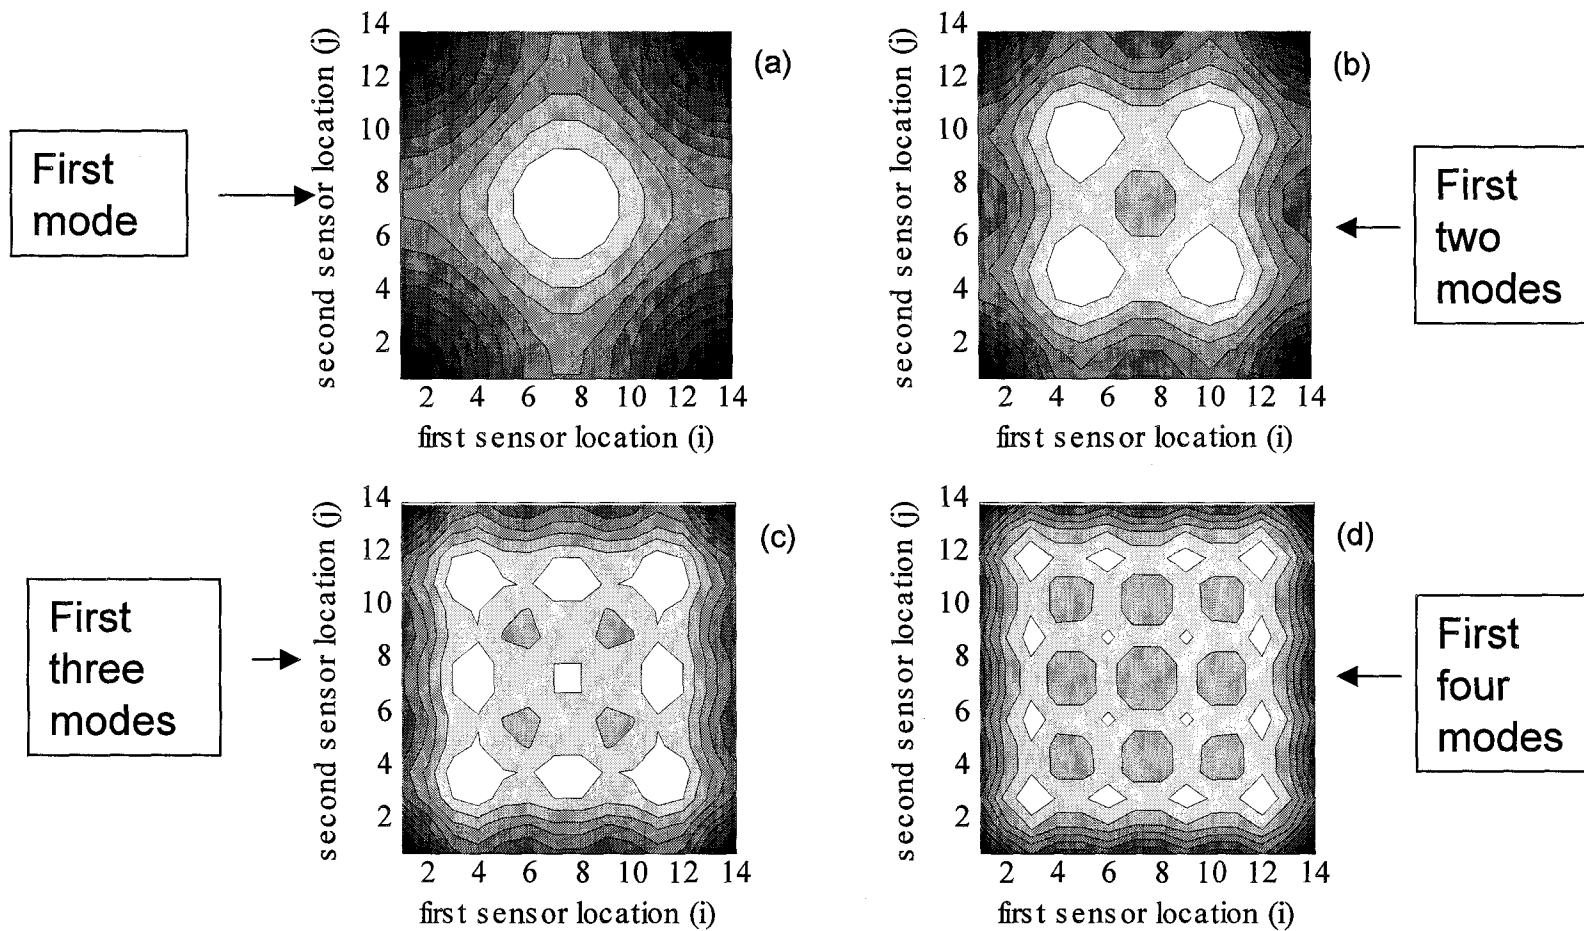 First
mode
second sensor location (j)
14
12
10
8
6
4
2
2 4 6 8 10 12 14
first sensor location (i)
(a)
second sensor location (j)
14
12
10
8
6
4
2
2 4 6 8 10 12 14
first sensor location (i)
(b)
First
two
modes
First
three
modes
second sensor location (j)
14
12
10
8
6
4
2
2 4 6 8 10 12 14
first sensor location (i)
(c)
second sensor location (j)
14
12
10
8
6
4
2
2 4 6 8 10 12 14
first sensor location (i)
(d)
First
four
modes